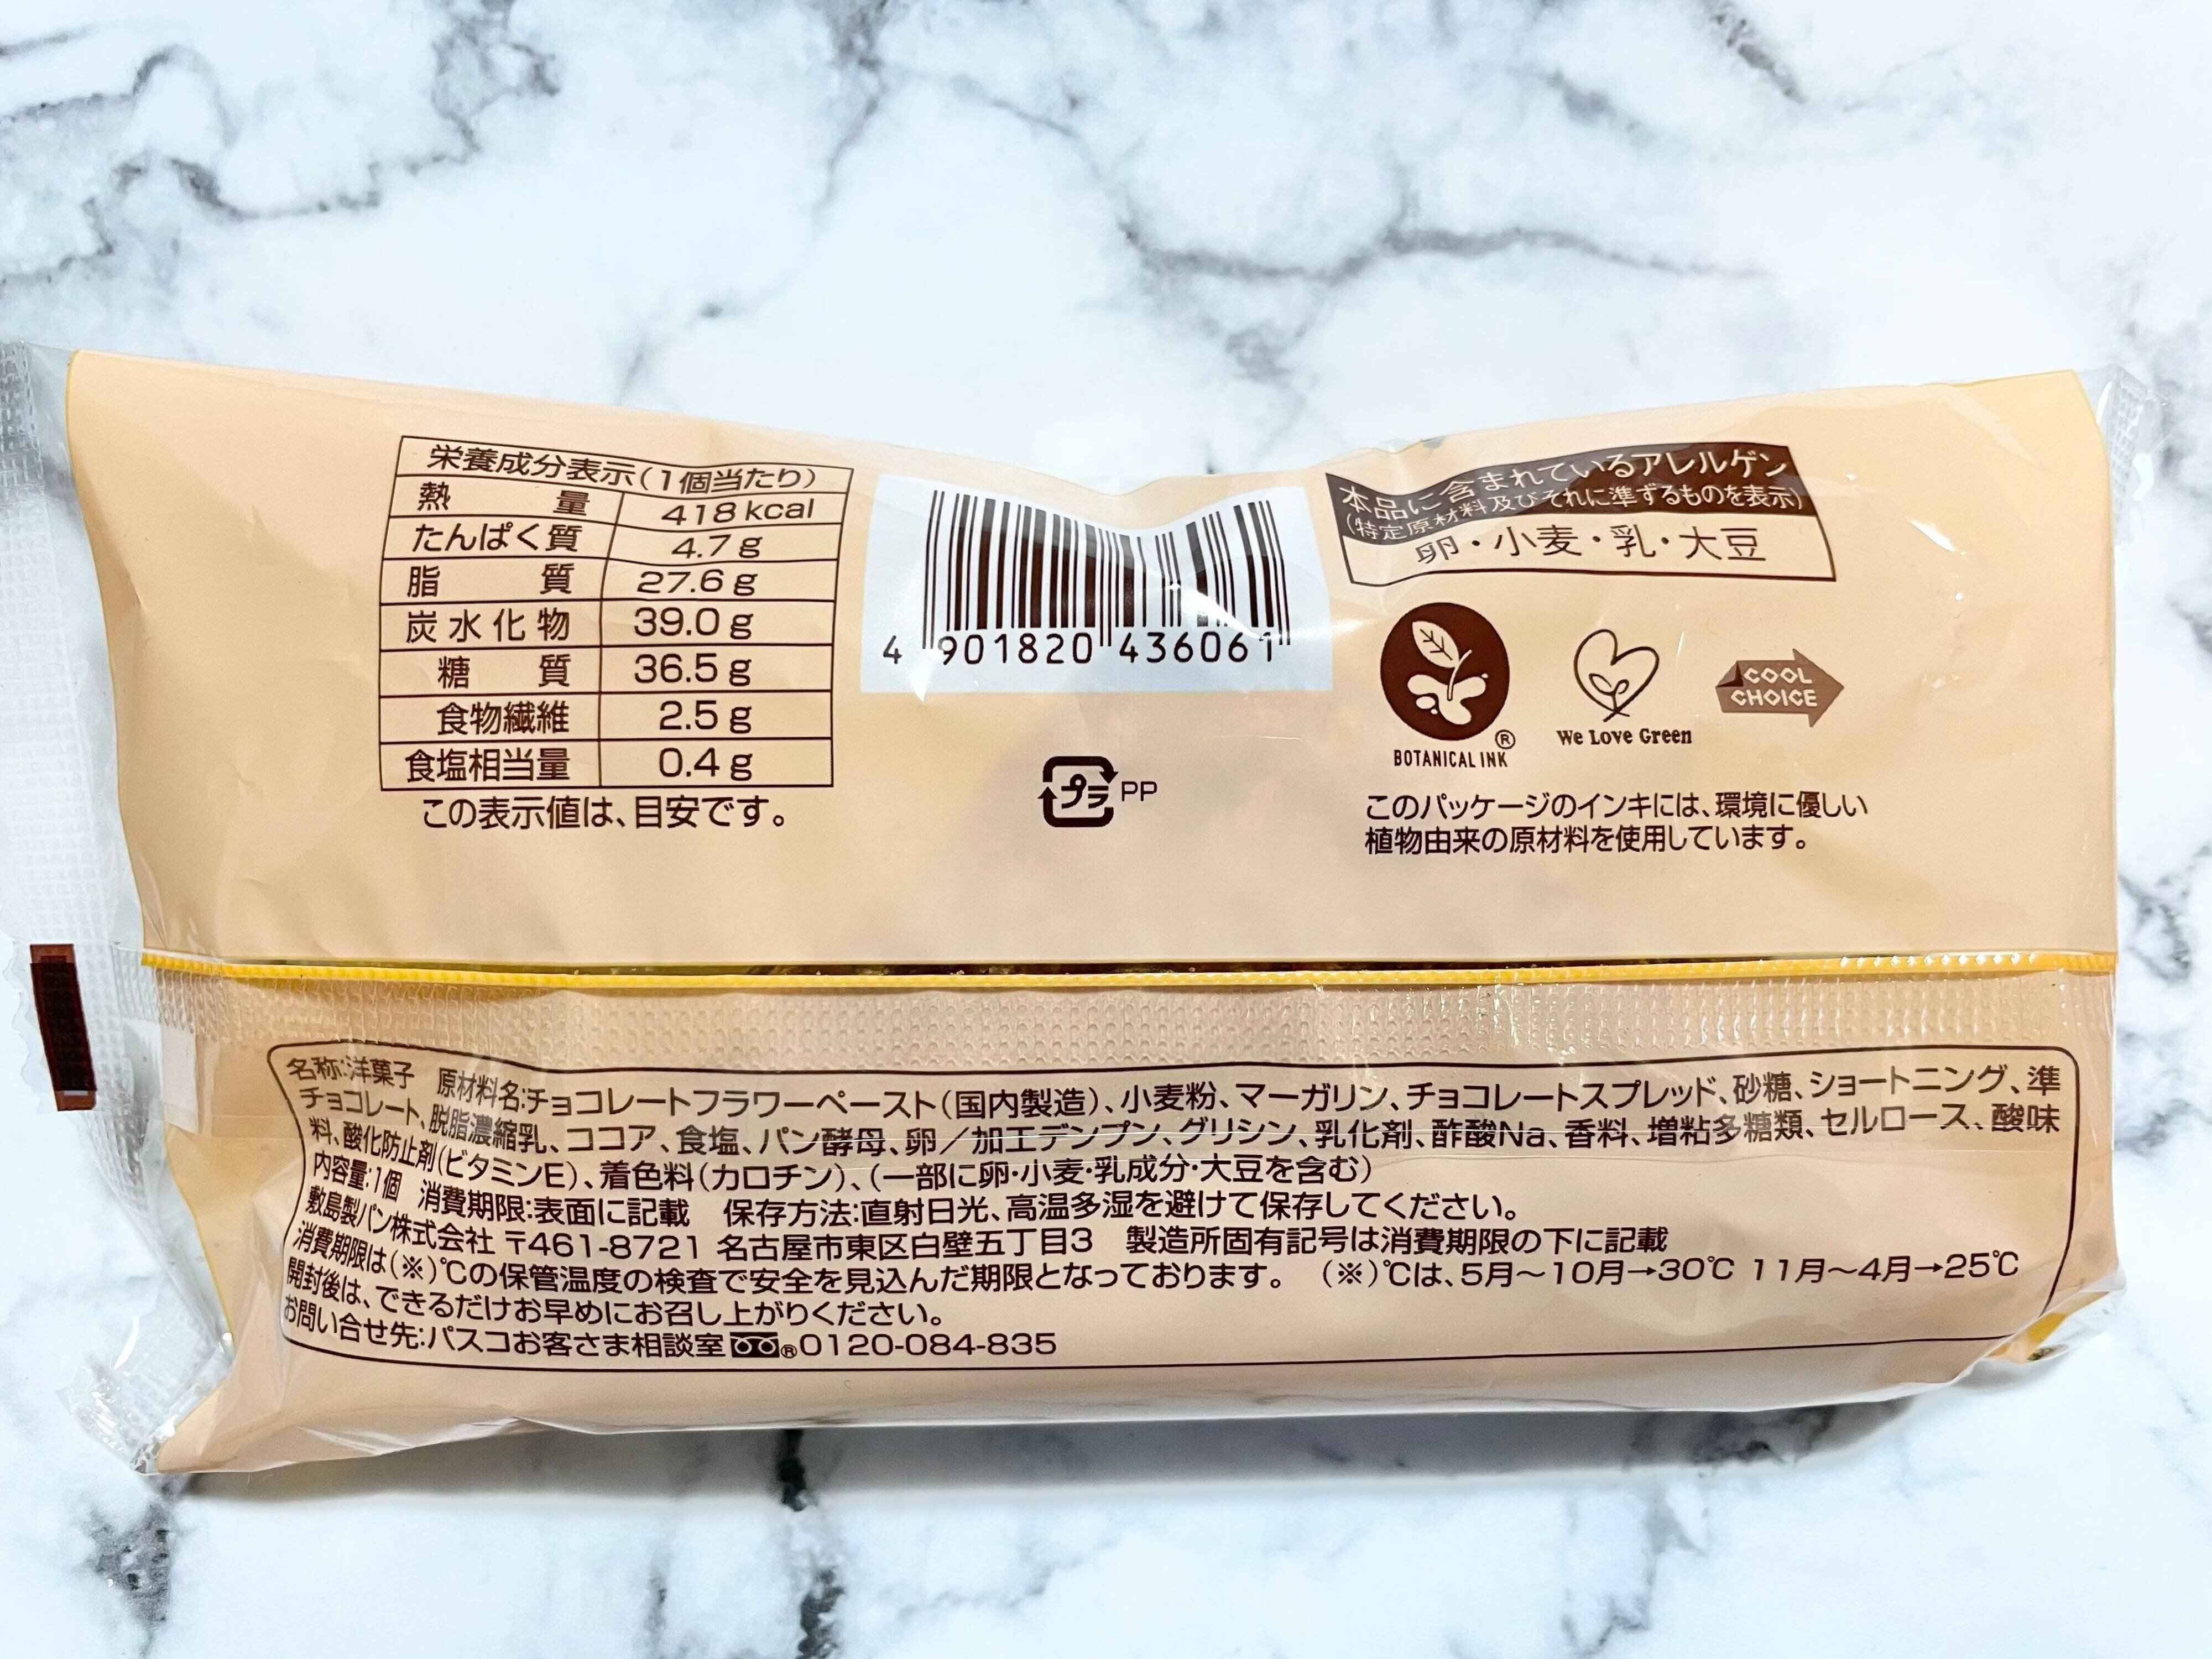 栄養成分表示(1個当たり)
熱量 418 kcal
たんぱく質 4.7 g
脂質 27.6 g
炭水化物 39.0 g
糖質 36.5 g
食物繊維 2.5 g
食塩相当量 0.4 g
この表示値は、目安です。
4 901820 436061
プラ PP
本品に含まれているアレルゲン
(特定原材料及びそれに準ずるものを表示)
卵・小麦・乳・大豆
BOTANICAL INK ®
We Love Green
COOL
CHOICE
このパッケージのインキには、環境に優しい
植物由来の原材料を使用しています。
名称:洋菓子 原材料名:チョコレートフラワーペースト(国内製造)、小麦粉、マーガリン、チョコレートスプレッド、砂糖、ショートニング、準
チョコレート、脱脂濃縮乳、ココア、食塩、パン酵母、卵/加工デンプン、グリシン、乳化剤、酢酸Na、香料、増粘多糖類、セルロース、酸味
料、酸化防止剤(ビタミンE)、着色料(カロチン)、(一部に卵・小麦・乳成分・大豆を含む)
内容量:1個 消費期限:表面に記載 保存方法:直射日光、高温多湿を避けて保存してください。
敷島製パン株式会社 〒461-8721 名古屋市東区白壁五丁目3 製造所固有記号は消費期限の下に記載
消費期限は(※)℃の保管温度の検査で安全を見込んだ期限となっております。 (※)℃は、5月~10月→30℃ 11月~4月→25℃
開封後は、できるだけお早めにお召し上がりください。
お問い合せ先:パスコお客さま相談室 ®0120-084-835